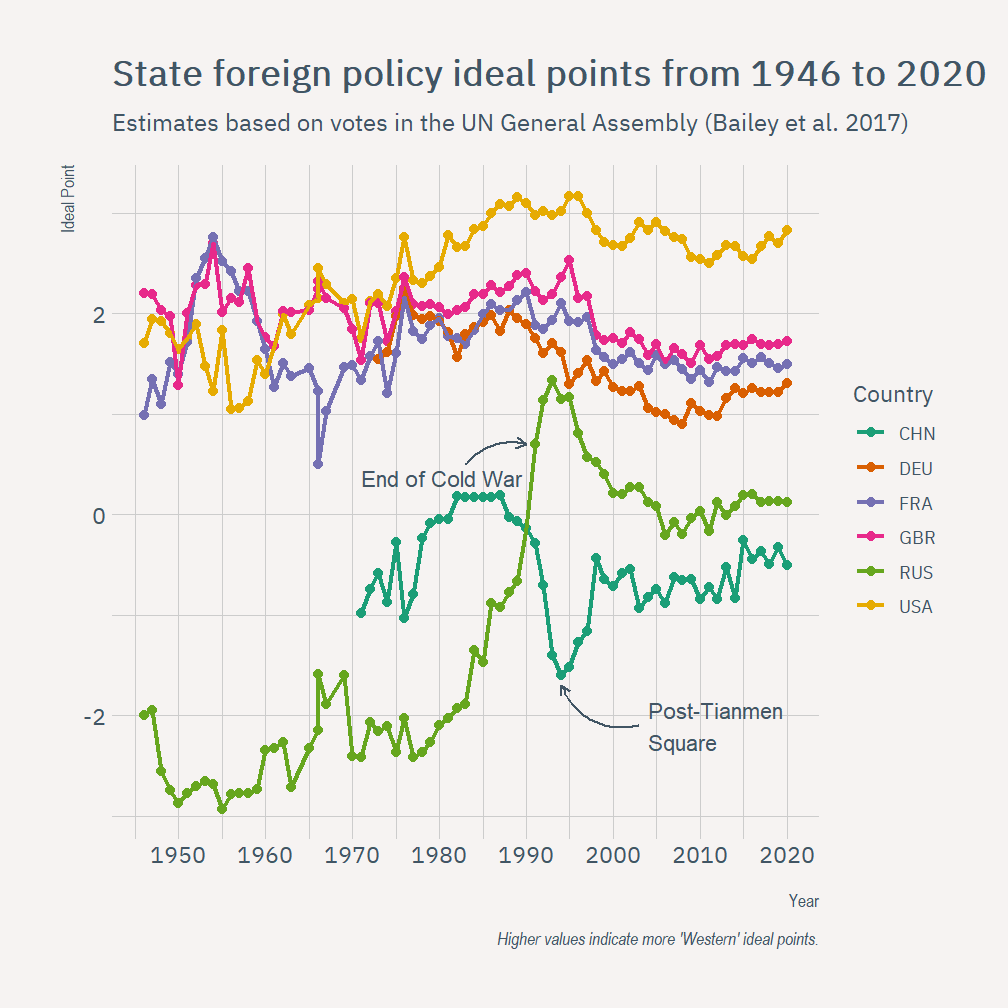 State foreign policy ideal points from 1946 to 2020
Estimates based on votes in the UN General Assembly (Bailey et al. 2017)
Ideal Point
2
0
-2
End of Cold War
Post-Tianmen
Square
1950 1960 1970 1980 1990 2000 2010 2020
Year
Country
CHN
DEU
FRA
GBR
RUS
USA
Higher values indicate more 'Western' ideal points.